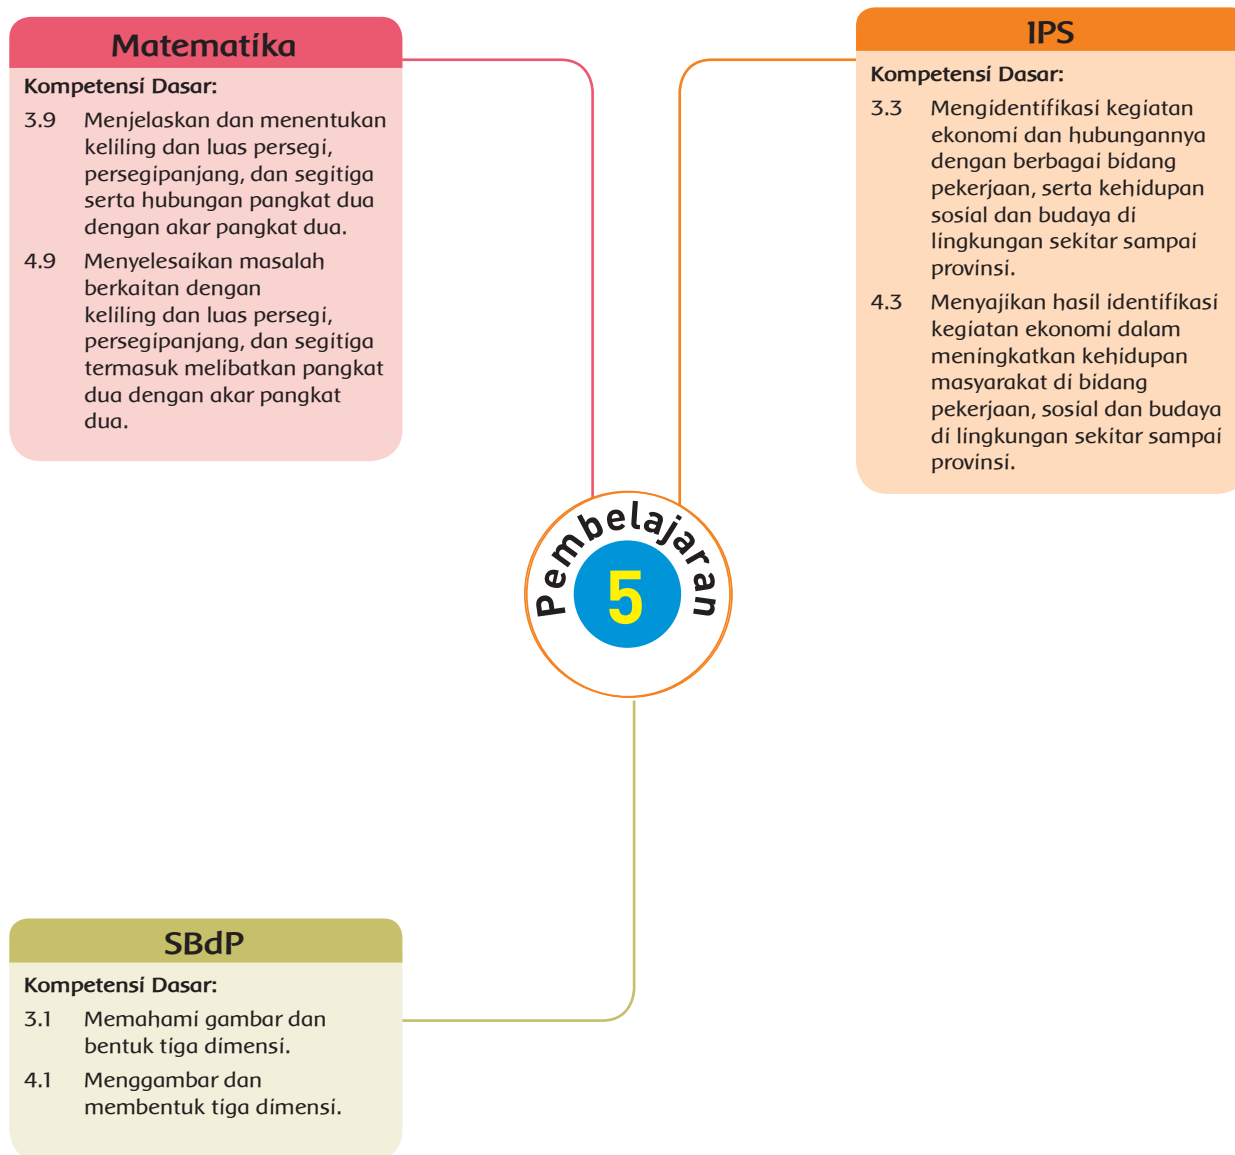 Matematika
Kompetensi Dasar:
3.9 Menjelaskan dan menentukan
keliling dan luas persegi,
persegipanjang, dan segitiga
serta hubungan pangkat dua
dengan akar pangkat dua.
4.9 Menyelesaikan masalah
berkaitan dengan
keliling dan luas persegi,
persegipanjang, dan segitiga
termasuk melibatkan pangkat
dua dengan akar pangkat
dua.
IPS
Kompetensi Dasar:
3.3 Mengidentifikasi kegiatan
ekonomi dan hubungannya
dengan berbagai bidang
pekerjaan, serta kehidupan
sosial dan budaya di
lingkungan sekitar sampai
provinsi.
4.3 Menyajikan hasil identifikasi
kegiatan ekonomi dalam
meningkatkan kehidupan
masyarakat di bidang
pekerjaan, sosial dan budaya
di lingkungan sekitar sampai
provinsi.
Pembelajaran
5
SBdP
Kompetensi Dasar:
3.1 Memahami gambar dan
bentuk tiga dimensi.
4.1 Menggambar dan
membentuk tiga dimensi.